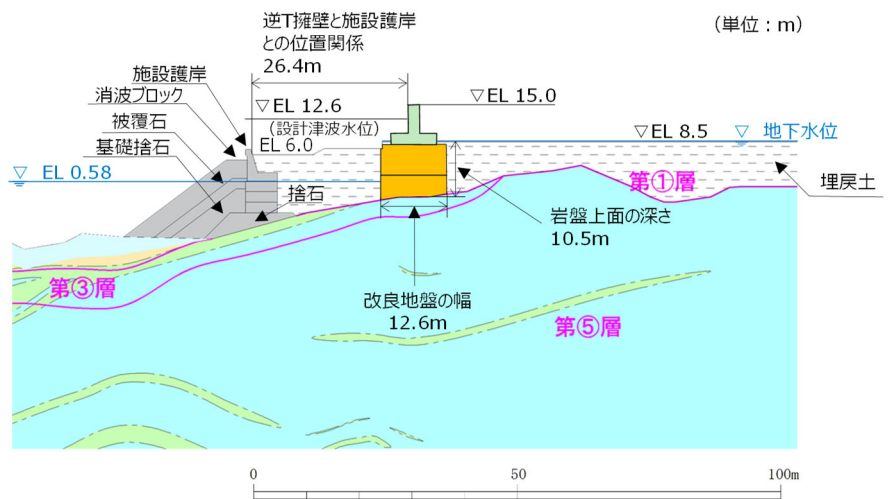 逆T擁壁と施設護岸
との位置関係
26.4m
(単位：m)
施設護岸
消波ブロック
被覆石
基礎捨石
▽EL 12.6
(設計津波水位)
▽EL 15.0
EL 6.0
▽EL 8.5
▽ 地下水位
▽ EL 0.58
第①層
埋戻土
捨石
岩盤上面の深さ
10.5m
第③層
改良地盤の幅
12.6m
第⑤層
0 50 100m